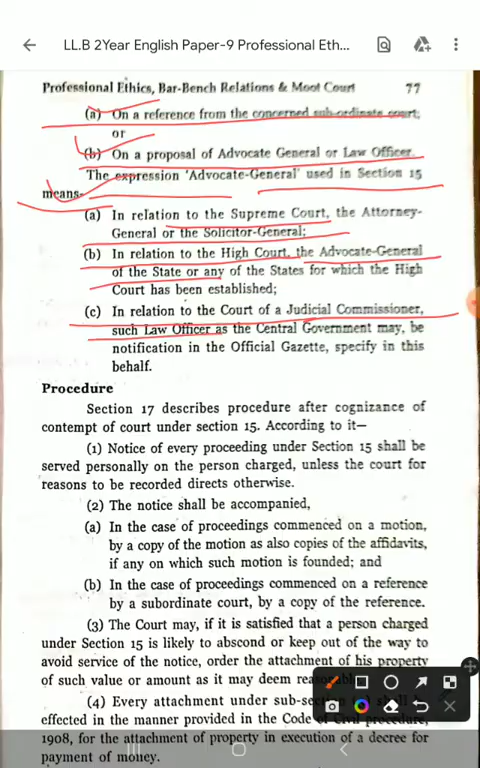 LL.B 2Year English Paper-9 Professional Eth...
Professional Ethics, Bar-Bench Relations & Moot Court 77
(a) On a reference from the concerned sub-ordinate court;
or
(b) On a proposal of Advocate General or Law Officer.
The expression 'Advocate-General' used in Section 15
means-
(a) In relation to the Supreme Court, the Attorney-
General or the Solicitor-General;
(b) In relation to the High Court, the Advocate-General
of the State or any of the States for which the High
Court has been established;
(c) In relation to the Court of a Judicial Commissioner,
such Law Officer as the Central Government may, be
notification in the Official Gazette, specify in this
behalf.
Procedure
Section 17 describes procedure after cognizance of
contempt of court under section 15. According to it—
(1) Notice of every proceeding under Section 15 shall be
served personally on the person charged, unless the court for
reasons to be recorded directs otherwise.
(2) The notice shall be accompanied,
(a) In the case of proceedings commenced on a motion,
by a copy of the motion as also copies of the affidavits,
if any on which such motion is founded; and
(b) In the case of proceedings commenced on a reference
by a subordinate court, by a copy of the reference.
(3) The Court may, if it is satisfied that a person charged
under Section 15 is likely to abscond or keep out of the way to
avoid service of the notice, order the attachment of his property
of such value or amount as it may deem
(4) Every attachment under shall
effected in the manner provided in the Code of Civil procedure,
1908, for the attachment of property in execution of a decree for
payment of money.